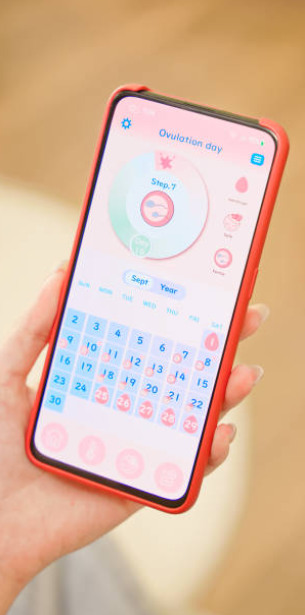 Ovulation day
Step.7
Sept Year
SUN MON TUE WED THU FRI SAT
1
2 3 4 5 6 7 8
9 10 11 12 13 14 15
16 17 18 19 20 21 22
23 24 25 26 27 28 29
30